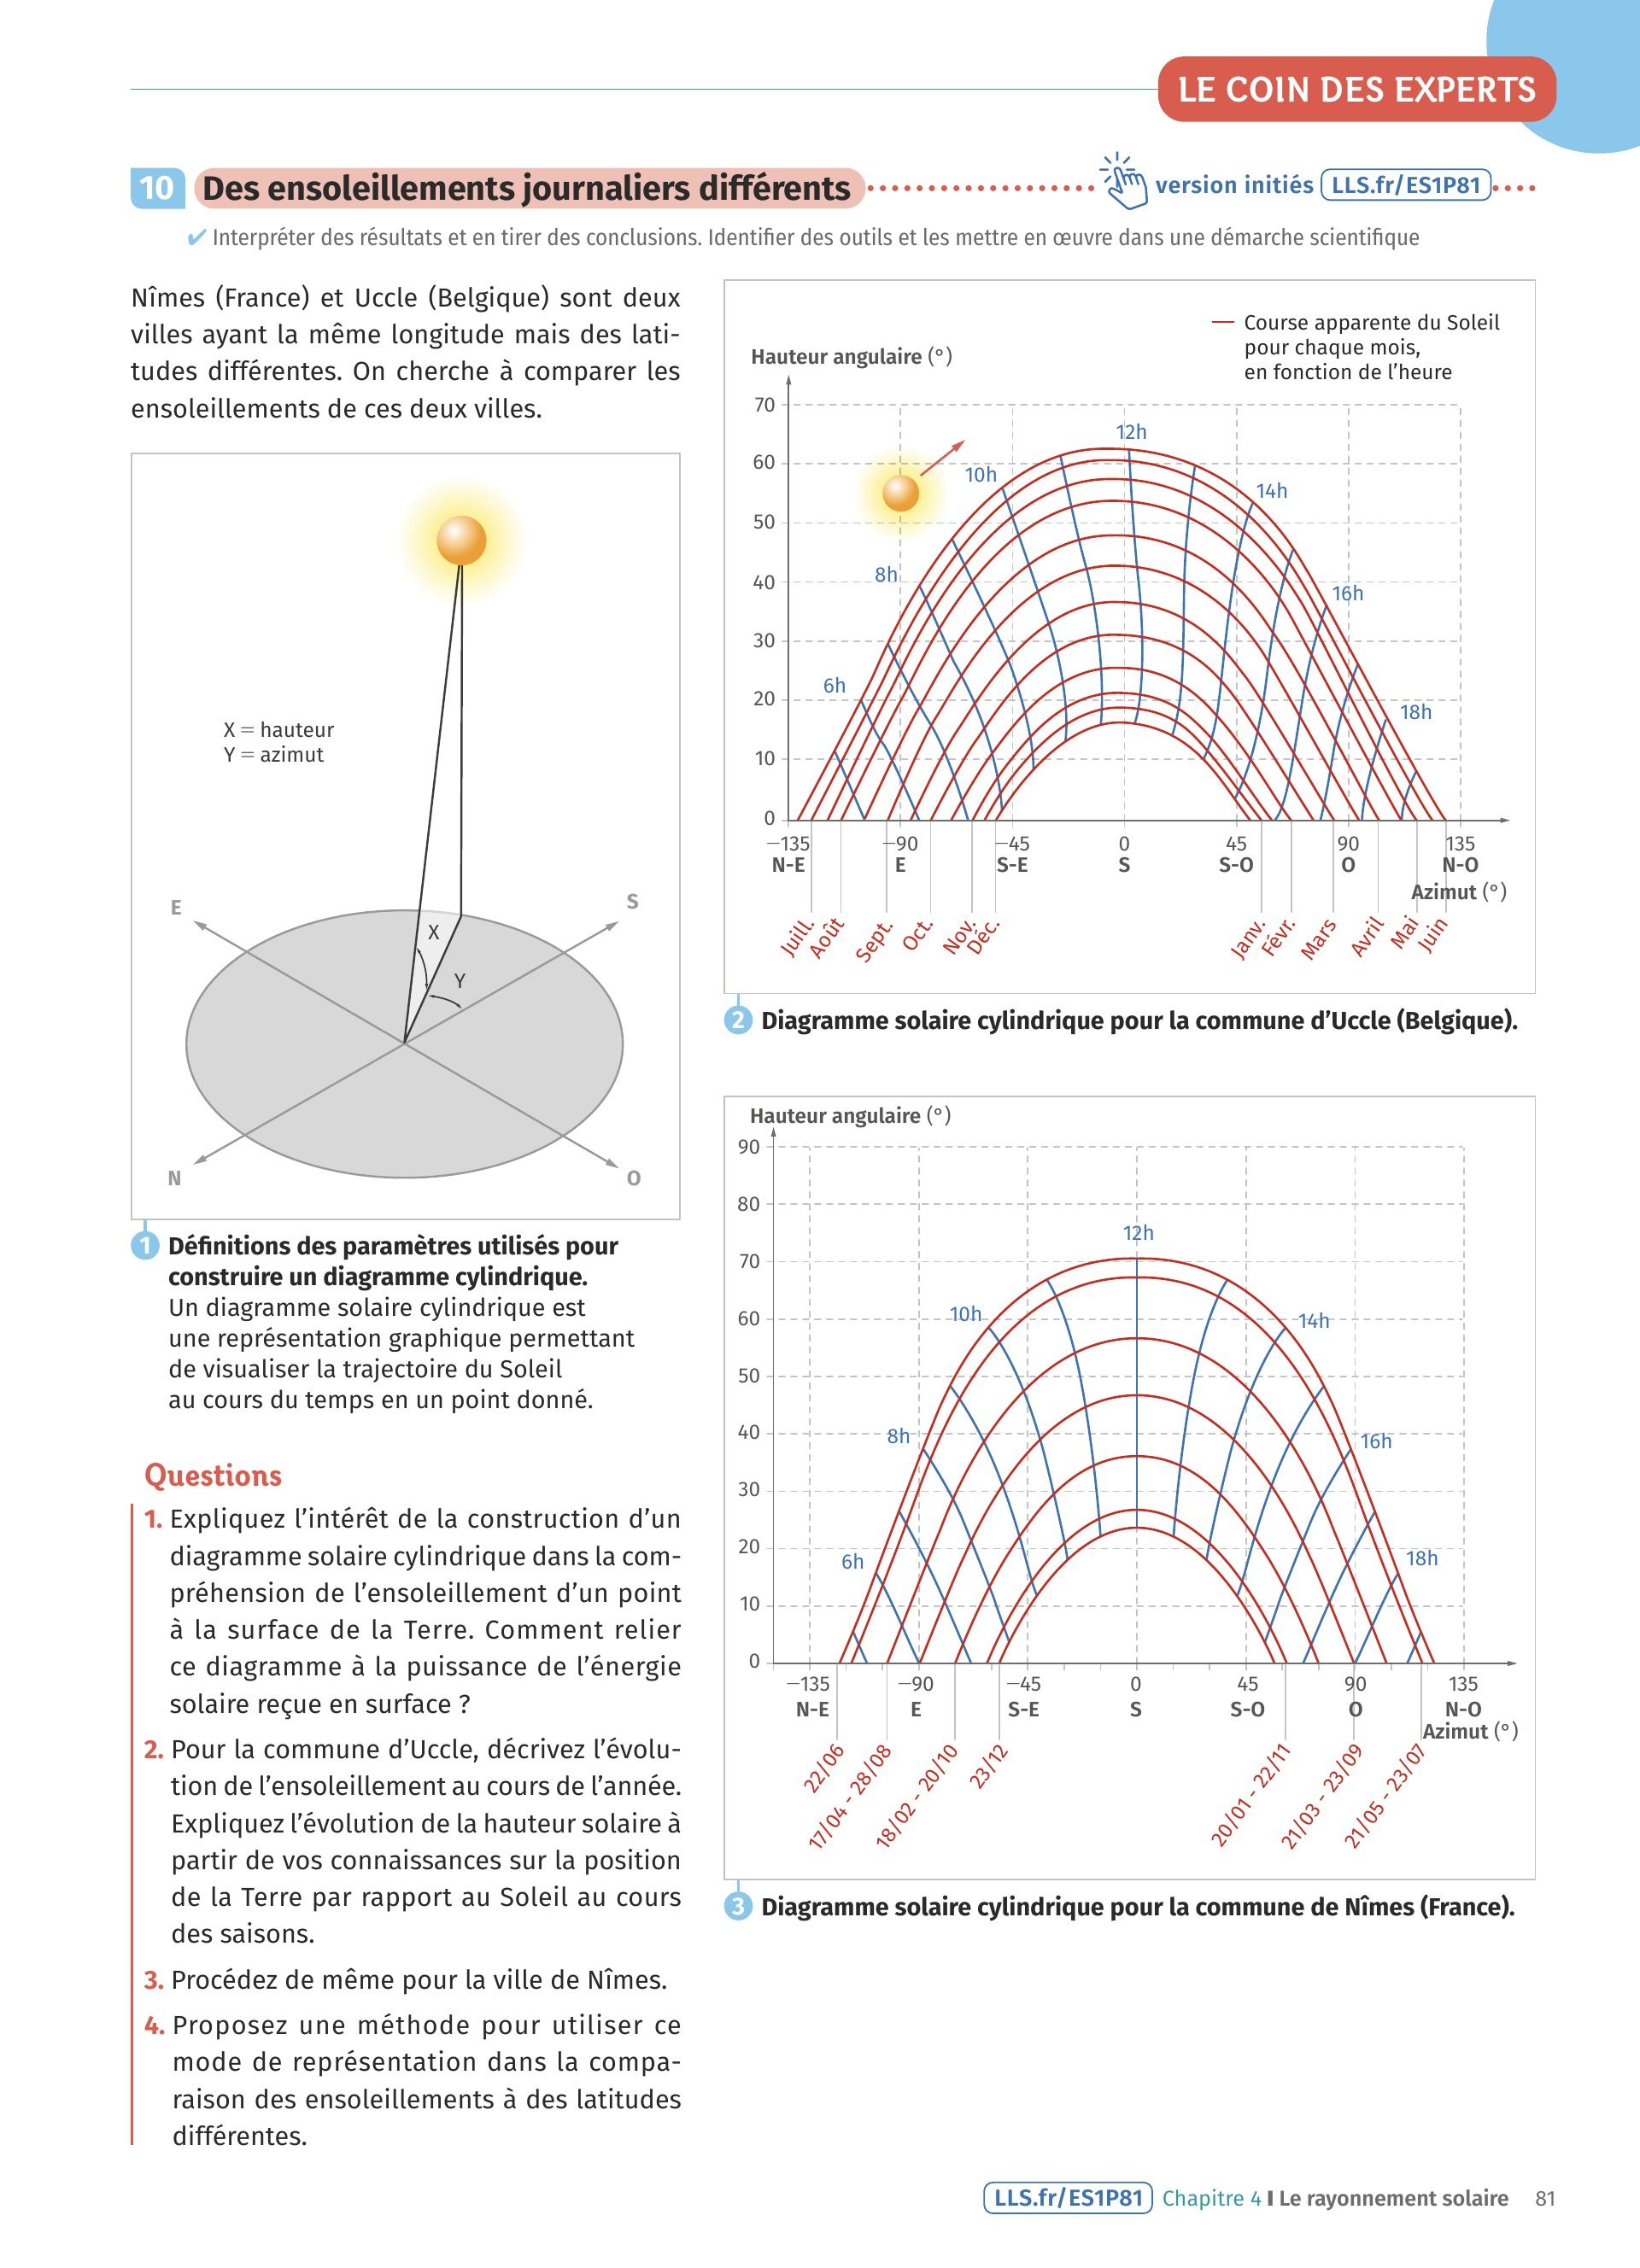 LE COIN DES EXPERTS
10 Des ensoleillements journaliers différents
version initiés LLS.fr/ES1P81
✔ Interpréter des résultats et en tirer des conclusions. Identifier des outils et les mettre en œuvre dans une démarche scientifique
Nîmes (France) et Uccle (Belgique) sont deux
villes ayant la même longitude mais des lati-
tudes différentes. On cherche à comparer les
ensoleillements de ces deux villes.
X = hauteur
Y = azimut
E
S
X
Y
N
O
1 Définitions des paramètres utilisés pour
construire un diagramme cylindrique.
Un diagramme solaire cylindrique est
une représentation graphique permettant
de visualiser la trajectoire du Soleil
au cours du temps en un point donné.
Questions
1. Expliquez l'intérêt de la construction d'un
diagramme solaire cylindrique dans la com-
préhension de l'ensoleillement d'un point
à la surface de la Terre. Comment relier
ce diagramme à la puissance de l'énergie
solaire reçue en surface ?
2. Pour la commune d'Uccle, décrivez l'évolu-
tion de l'ensoleillement au cours de l'année.
Expliquez l'évolution de la hauteur solaire à
partir de vos connaissances sur la position
de la Terre par rapport au Soleil au cours
des saisons.
3. Procédez de même pour la ville de Nîmes.
4. Proposez une méthode pour utiliser ce
mode de représentation dans la compa-
raison des ensoleillements à des latitudes
différentes.
Course apparente du Soleil
pour chaque mois,
en fonction de l'heure
Hauteur angulaire (°)
70
60
50
40
30
20
10
0
6h
8h
10h
12h
14h
16h
18h
−135 −90 −45 0 45 90 135
N-E E S-E S S-O O N-O
Azimut (°)
Juill. Août Sept. Oct. Nov. Déc. Janv. Févr. Mars Avril Mai Juin
2 Diagramme solaire cylindrique pour la commune d'Uccle (Belgique).
Hauteur angulaire (°)
90
80
70
60
50
40
30
20
10
0
6h
8h
10h
12h
14h
16h
18h
−135 −90 −45 0 45 90 135
N-E E S-E S S-O O N-O
Azimut (°)
22/06
17/04 - 28/08
18/02 - 20/10
23/12
20/01 - 22/11
21/03 - 23/09
21/05 - 23/07
3 Diagramme solaire cylindrique pour la commune de Nîmes (France).
LLS.fr/ES1P81 Chapitre 4 I Le rayonnement solaire 81